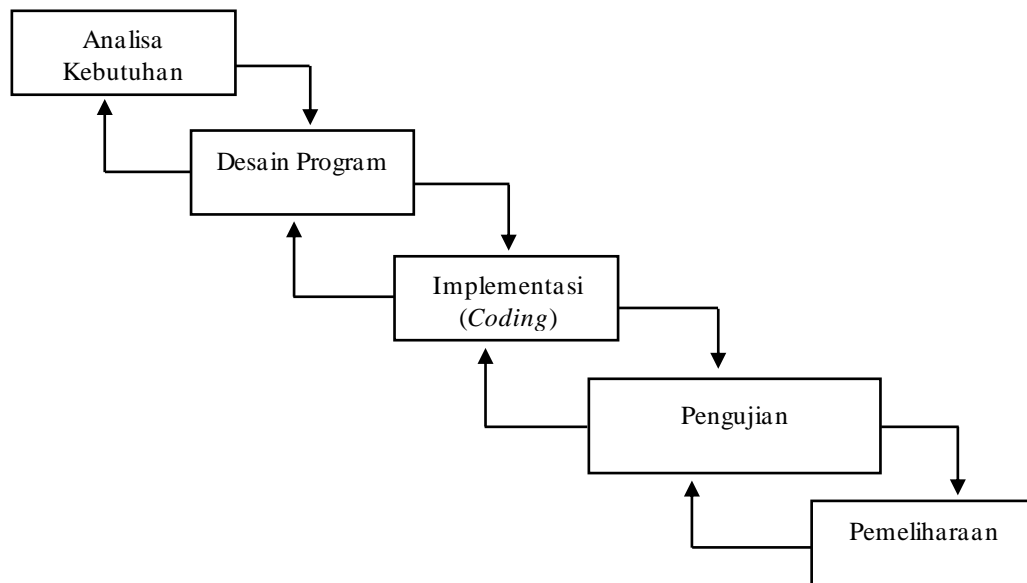 Analisa
Kebutuhan
Desain Program
Implementasi
(Coding)
Pengujian
Pemeliharaan